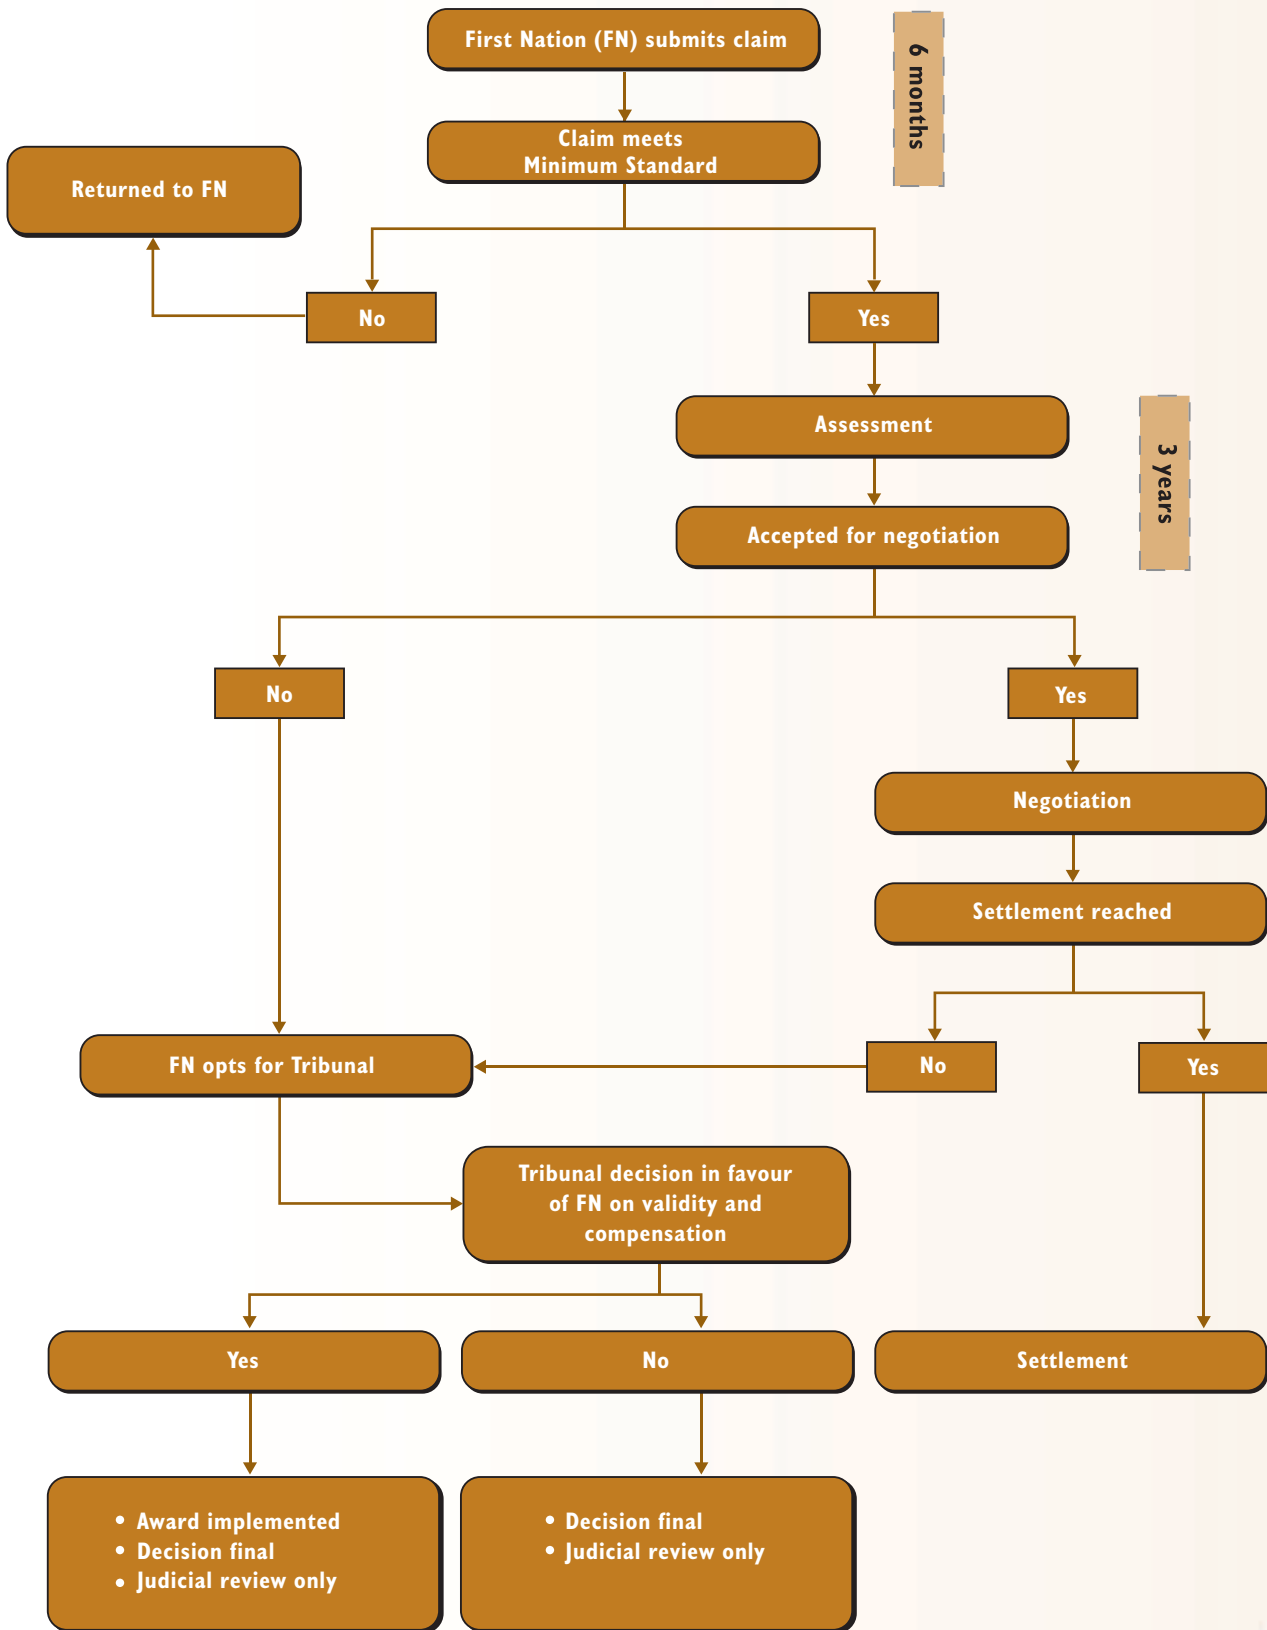 First Nation (FN) submits claim
6 months
Claim meets
Minimum Standard
Returned to FN
No
Yes
Assessment
3 years
Accepted for negotiation
No
Yes
Negotiation
Settlement reached
FN opts for Tribunal
No
Yes
Tribunal decision in favour
of FN on validity and
compensation
Yes
No
Settlement
• Award implemented
• Decision final
• Judicial review only
• Decision final
• Judicial review only